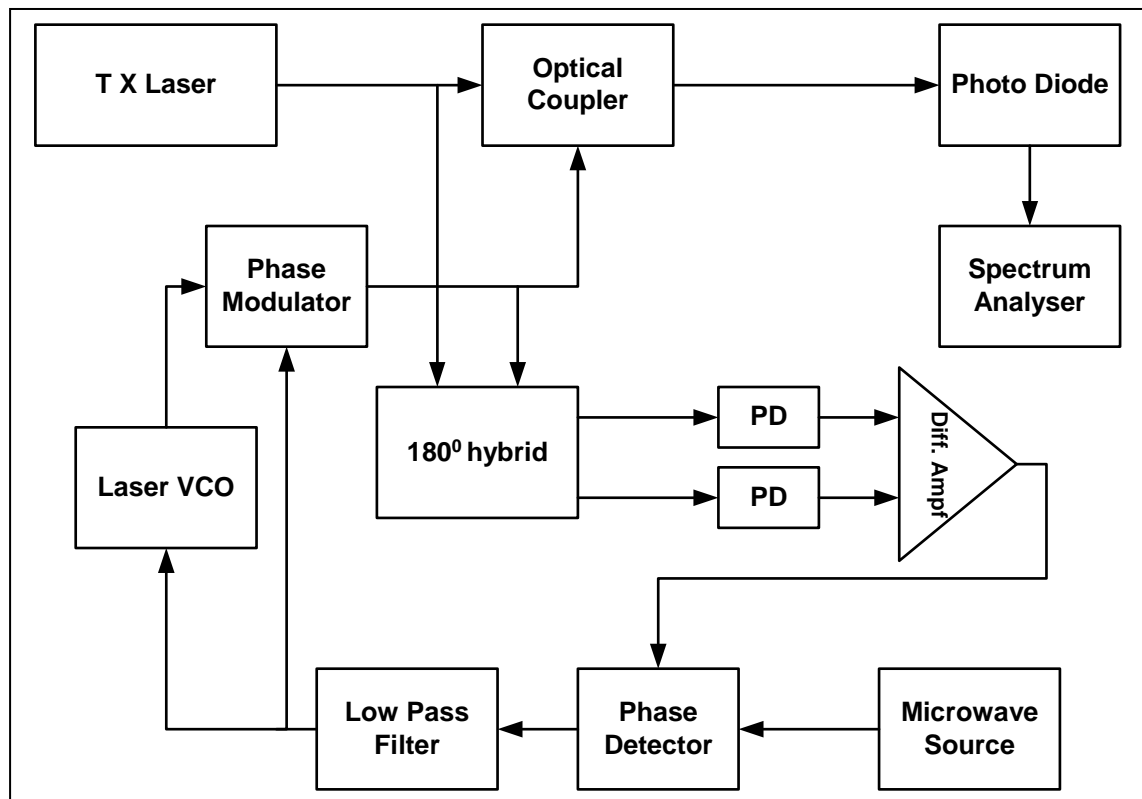 T X Laser
Optical
Coupler
Photo Diode
Phase
Modulator
Spectrum
Analyser
Laser VCO
180⁰ hybrid
PD
PD
Diff. Ampf
Low Pass
Filter
Phase
Detector
Microwave
Source